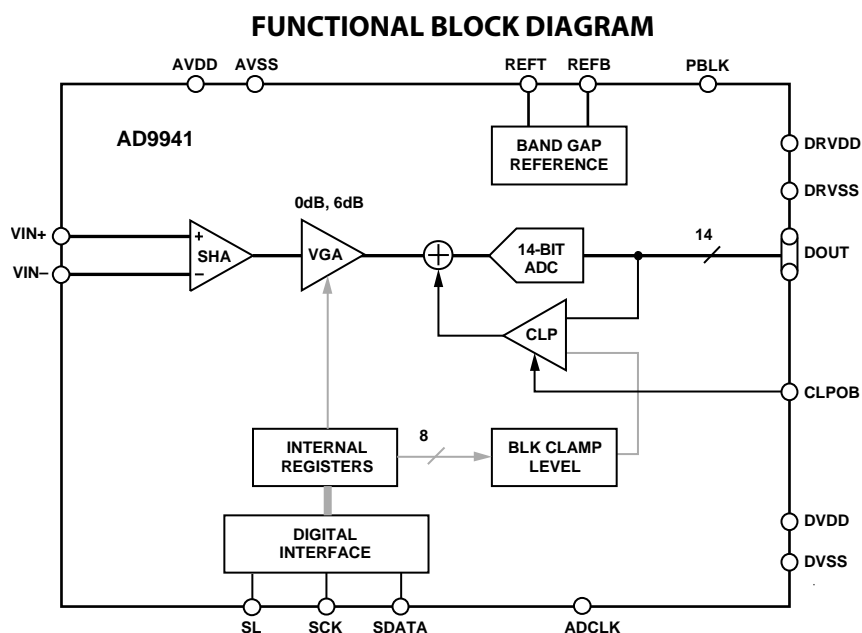 FUNCTIONAL BLOCK DIAGRAM
AVDD AVSS REFT REFB PBLK
AD9941
BAND GAP
REFERENCE
DRVDD
DRVSS
0dB, 6dB
VIN+
VIN–
+
–
SHA
VGA
14-BIT
ADC
14
DOUT
CLP
CLPOB
INTERNAL
REGISTERS
8
BLK CLAMP
LEVEL
DIGITAL
INTERFACE
DVDD
DVSS
SL SCK SDATA ADCLK